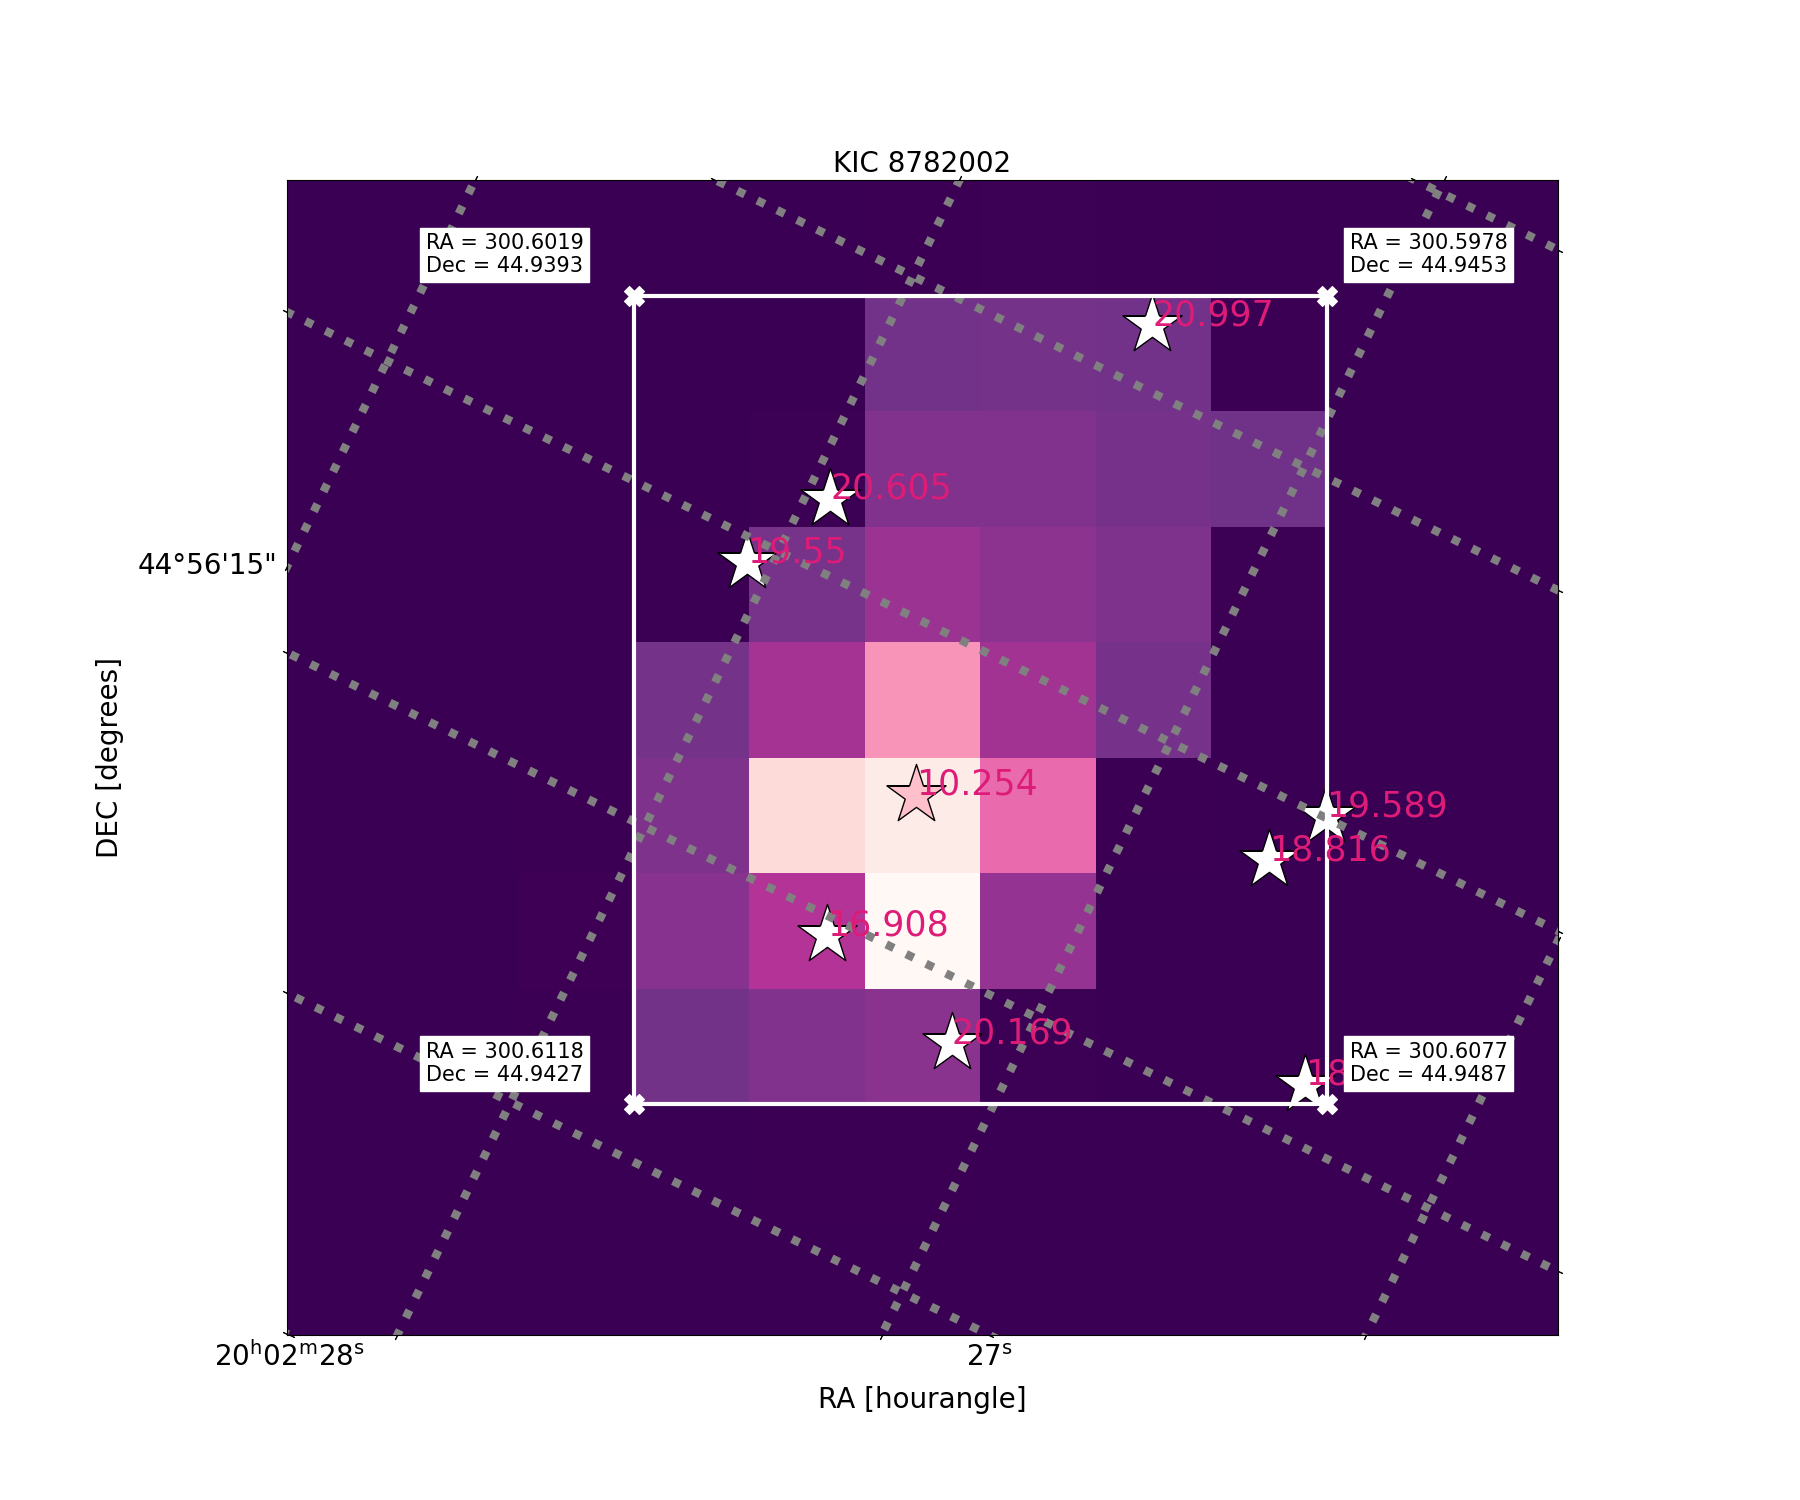 KIC 8782002
RA = 300.6019
Dec = 44.9393
RA = 300.5978
Dec = 44.9453
20.997
20.605
19.55
44°56'15"
10.254
19.589
18.816
16.908
20.169
RA = 300.6118
Dec = 44.9427
18
RA = 300.6077
Dec = 44.9487
DEC [degrees]
20h02m28s
27s
RA [hourangle]